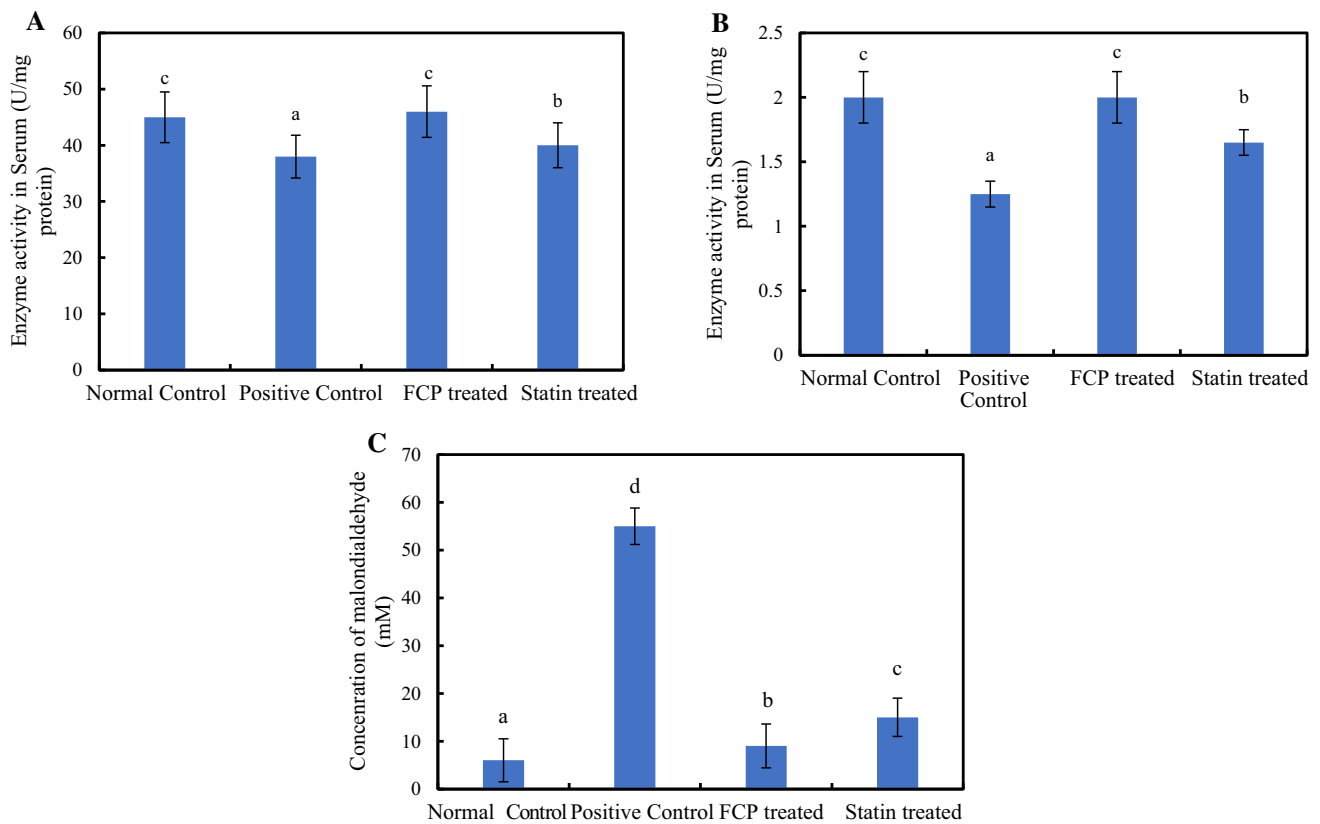 A
Enzyme activity in Serum (U/mg
protein)
60
50
40
30
20
10
0
c
a
c
b
Normal Control
Positive Control
FCP treated
Statin treated
B
Enzyme activity in Serum (U/mg
protein)
2.5
2
1.5
1
0.5
0
c
a
c
b
Normal Control
Positive
Control
FCP treated
Statin treated
C
Concenration of malondialdehyde
(mM)
70
60
50
40
30
20
10
0
a
d
b
c
Normal Control
Positive Control
FCP treated
Statin treated